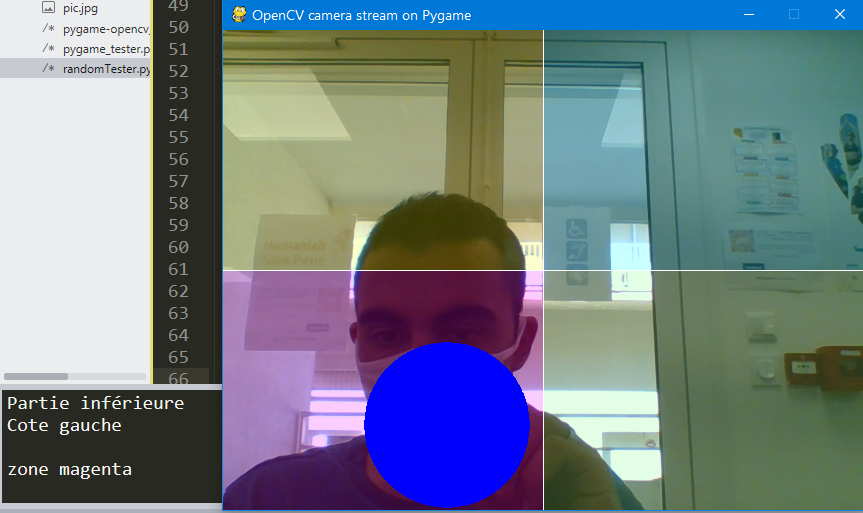 pic.jpg
pygame-opencv_
pygame_tester.p
randomTester.py
49
50
51
52
53
54
55
56
57
58
59
60
61
62
63
64
65
66
OpenCV camera stream on Pygame
Humanlab
Saint-Pierre
Partie inférieure
Cote gauche
zone magenta